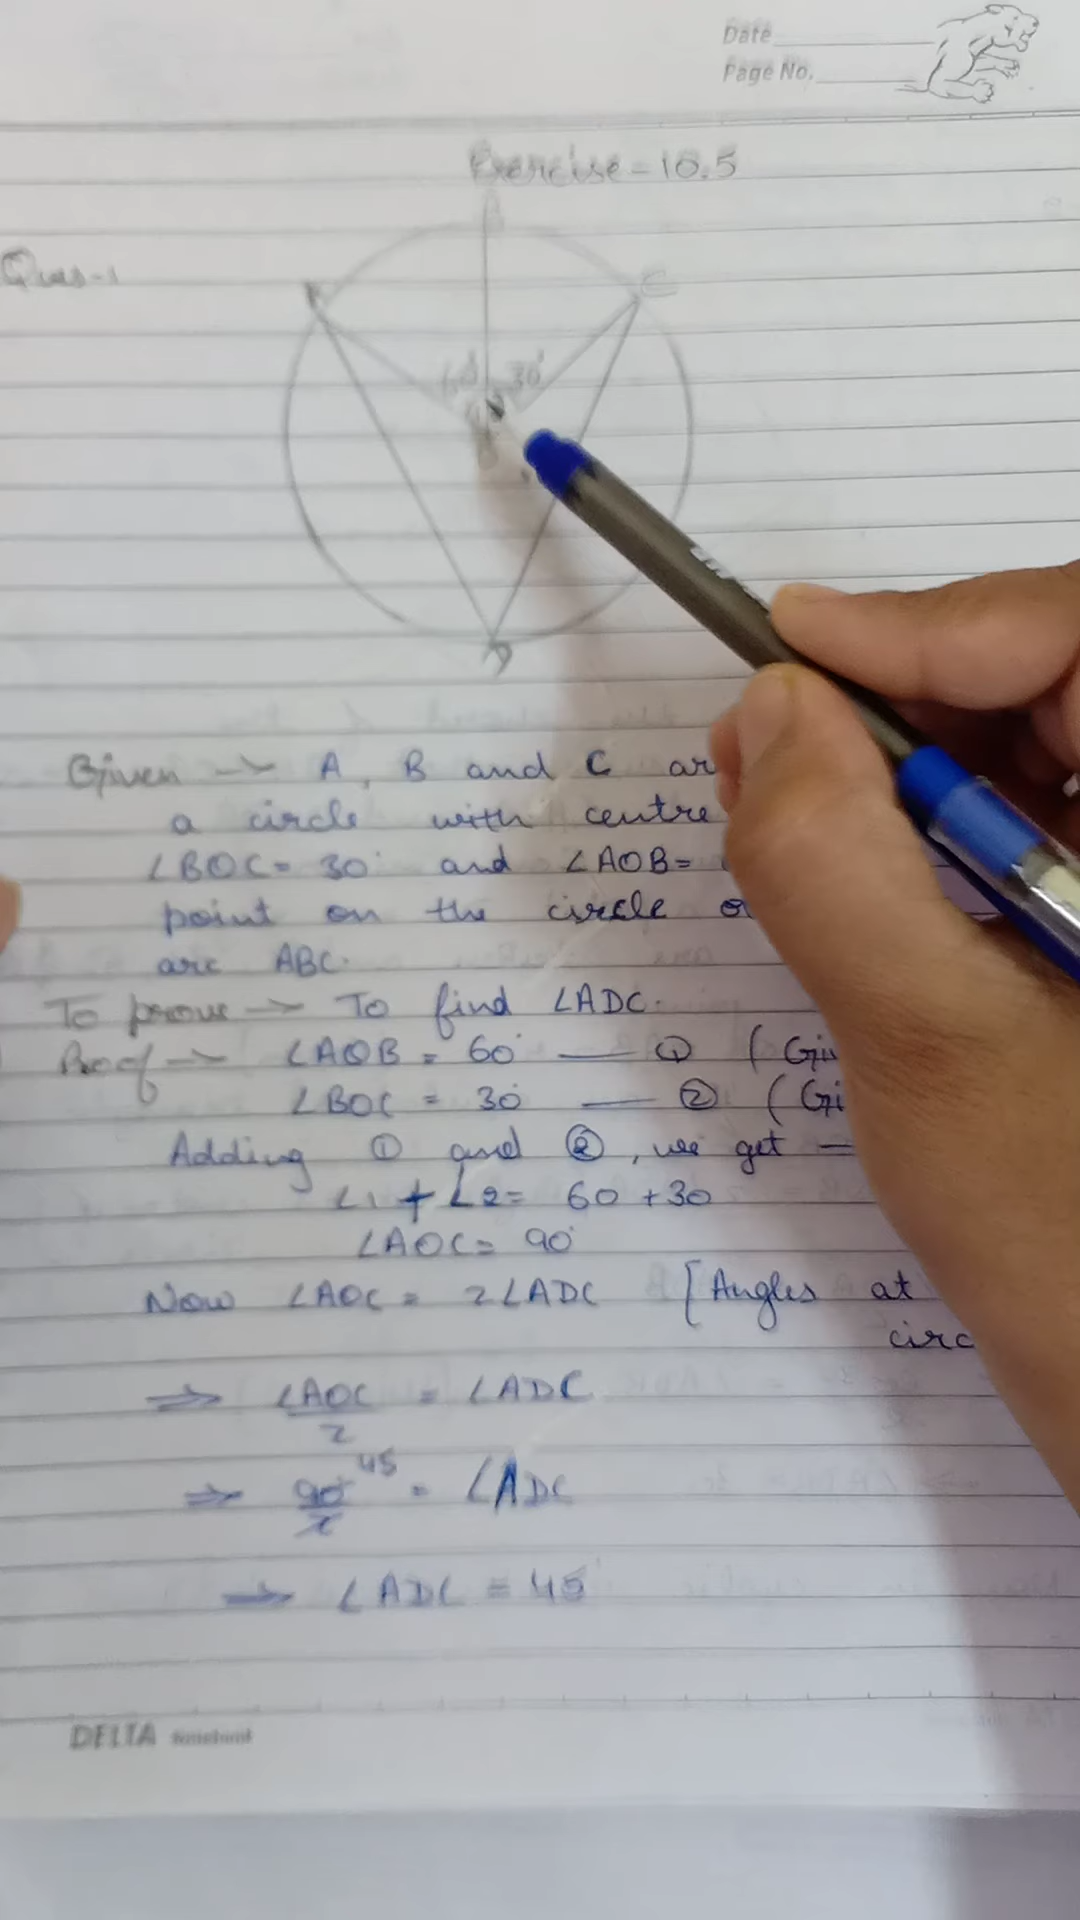 Date
Page No.
Exercise = 10.5
Ques-1
C
60° 30°
D
Given → A, B and C ar
a circle with centre
∠BOC = 30° and ∠AOB =
point on the circle
arc ABC.
To prove → To find ∠ADC.
Proof → ∠AOB = 60° — ① (Giv
∠BOC = 30° — ② (Gi
Adding ① and ②, we get —
∠1 + ∠2 = 60 + 30
∠AOC = 90°
Now ∠AOC = 2∠ADC [Angles at
circ
⇒ ∠AOC/2 = ∠ADC
⇒ 90°/2 45 = ∠ADC
⇒ ∠ADC = 45°
DELTA